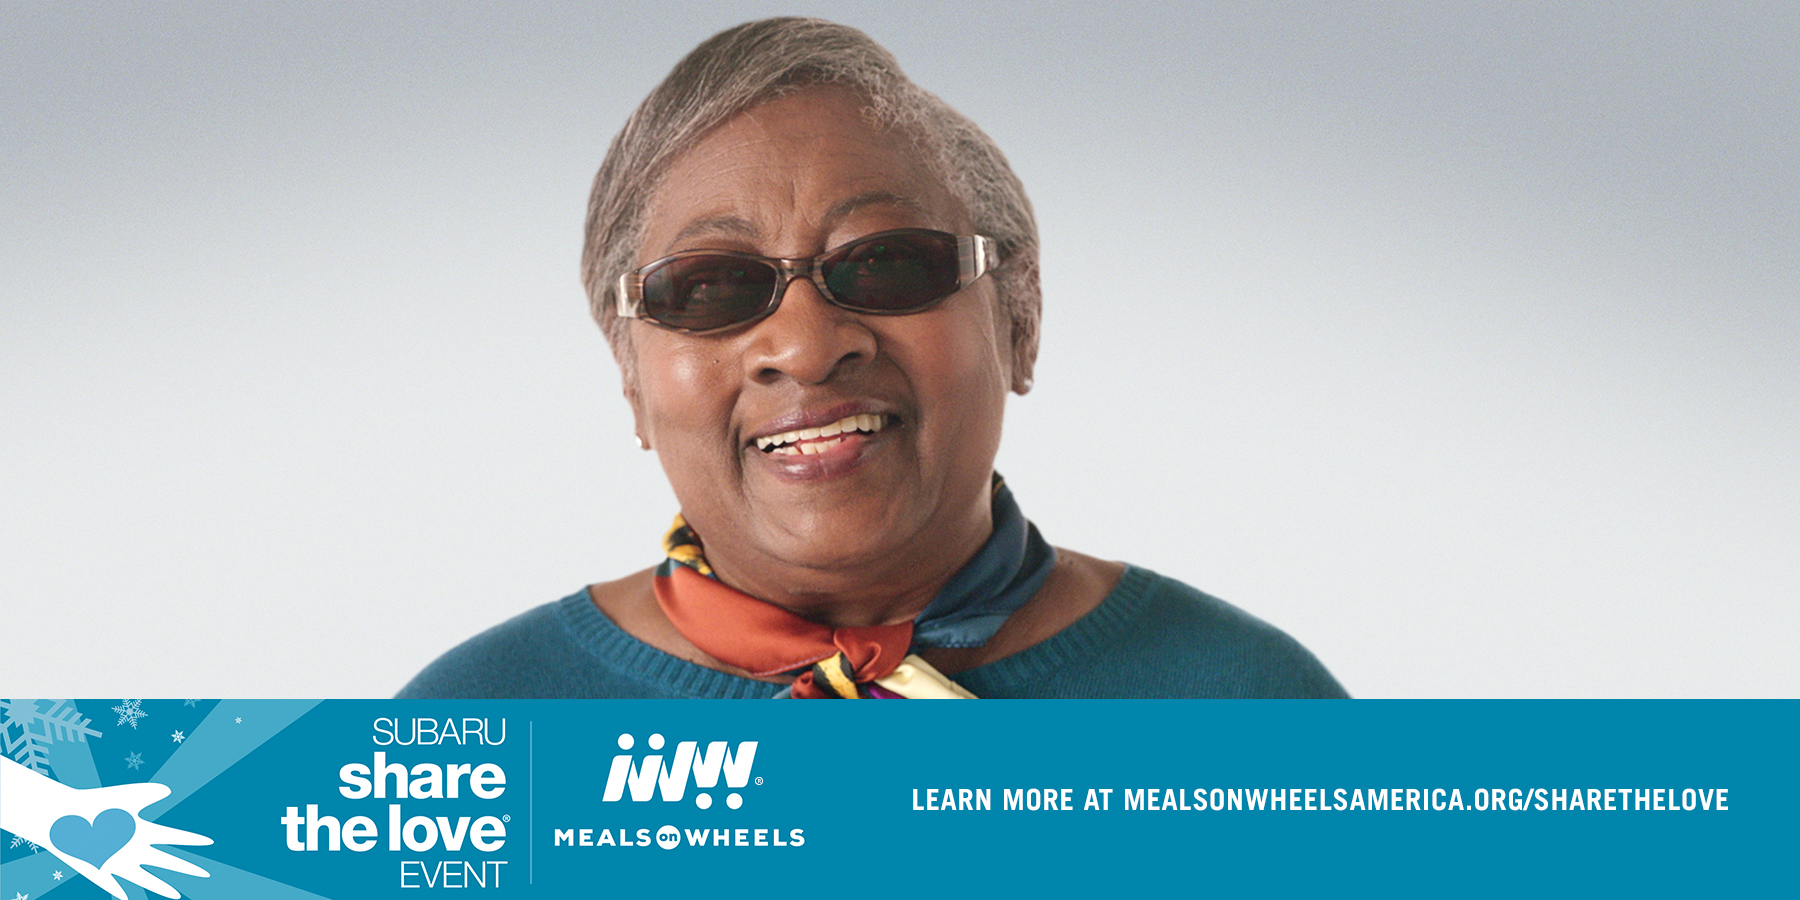 SUBARU
share
the love®
EVENT
®
MEALS on WHEELS
LEARN MORE AT MEALSONWHEELSAMERICA.ORG/SHARETHELOVE